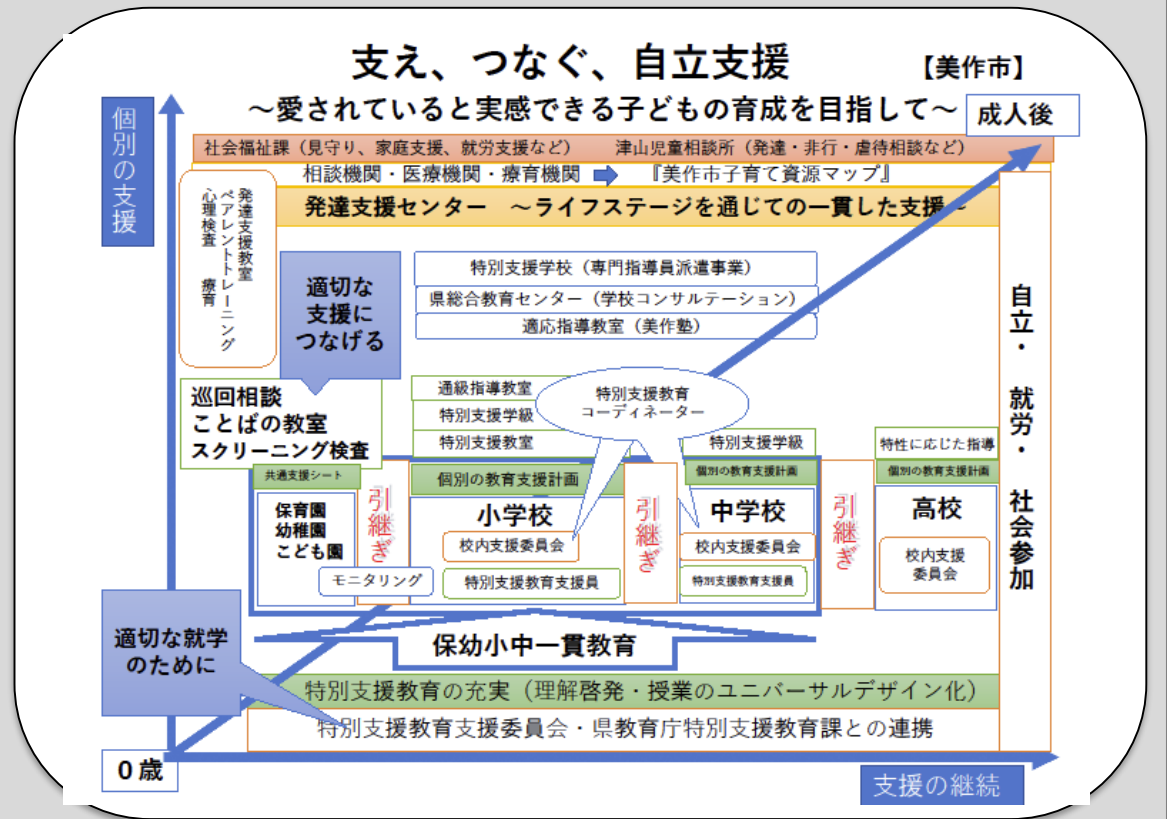 支え、つなぐ、自立支援
【美作市】
～愛されていると実感できる子どもの育成を目指して～
成人後
個別の支援
社会福祉課（見守り、家庭支援、就労支援など）
津山児童相談所（発達・非行・虐待相談など）
相談機関・医療機関・療育機関
『美作市子育て資源マップ』
発達支援センター　～ライフステージを通じての一貫した支援～
発達支援教室
ペアレントトレーニング
心理検査　療育
適切な
支援に
つなげる
特別支援学校（専門指導員派遣事業）
県総合教育センター（学校コンサルテーション）
適応指導教室（美作塾）
自立・　就労・　社会参加
巡回相談
ことばの教室
スクリーニング検査
通級指導教室
特別支援学級
特別支援教室
特別支援教育
コーディネーター
特別支援学級
特性に応じた指導
共通支援シート
個別の教育支援計画
個別の教育支援計画
個別の教育支援計画
保育園
幼稚園
こども園
引継ぎ
小学校
校内支援委員会
特別支援教育支援員
引継ぎ
中学校
校内支援委員会
特別支援教育支援員
引継ぎ
高校
校内支援
委員会
モニタリング
保幼小中一貫教育
適切な就学
のために
特別支援教育の充実（理解啓発・授業のユニバーサルデザイン化）
特別支援教育支援委員会・県教育庁特別支援教育課との連携
０歳
支援の継続